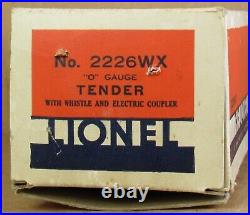 No. 2226WX
"O" GAUGE
TENDER
WITH WHISTLE AND ELECTRIC COUPLER
LIONEL